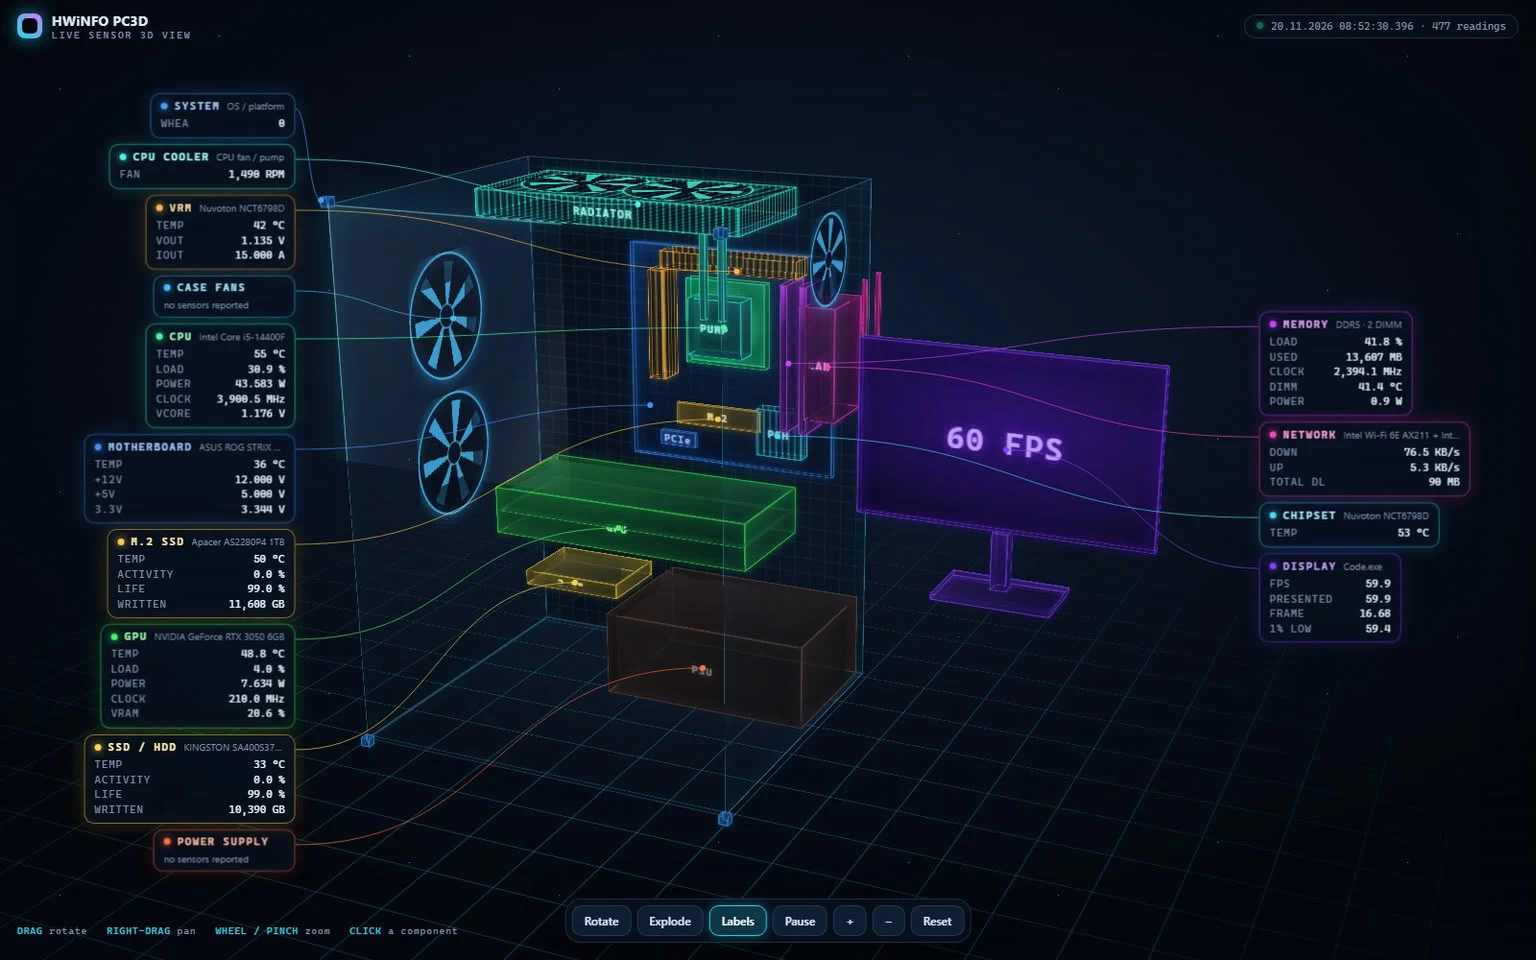 HWiNFO PC3D
LIVE SENSOR 3D VIEW
20.11.2026 08:52:30.396 · 477 readings
SYSTEM OS / platform
WHEA 0
CPU COOLER CPU fan / pump
FAN 1,490 RPM
VRM Nuvoton NCT6798D
TEMP 42 °C
VOUT 1.135 V
IOUT 15.000 A
CASE FANS
no sensors reported
CPU Intel Core i5-14400F
TEMP 55 °C
LOAD 30.9 %
POWER 43.583 W
CLOCK 3,900.5 MHz
VCORE 1.176 V
MOTHERBOARD ASUS ROG STRIX ...
TEMP 36 °C
+12V 12.000 V
+5V 5.000 V
3.3V 3.344 V
M.2 SSD Apacer AS2280P4 1TB
TEMP 50 °C
ACTIVITY 0.0 %
LIFE 99.0 %
WRITTEN 11,608 GB
GPU NVIDIA GeForce RTX 3050 6GB
TEMP 48.8 °C
LOAD 4.0 %
POWER 7.634 W
CLOCK 210.0 MHz
VRAM 20.6 %
SSD / HDD KINGSTON SA400S37...
TEMP 33 °C
ACTIVITY 0.0 %
LIFE 99.0 %
WRITTEN 10,390 GB
POWER SUPPLY
no sensors reported
RADIATOR
PUMP
M.2
PCIe
PCH
GPU
PSU
60 FPS
MEMORY DDR5 · 2 DIMM
LOAD 41.8 %
USED 13,607 MB
CLOCK 2,394.1 MHz
DIMM 41.4 °C
POWER 0.9 W
NETWORK Intel Wi-Fi 6E AX211 + Int...
DOWN 76.5 KB/s
UP 5.3 KB/s
TOTAL DL 90 MB
CHIPSET Nuvoton NCT6798D
TEMP 53 °C
DISPLAY Code.exe
FPS 59.9
PRESENTED 59.9
FRAME 16.68
1% LOW 59.4
DRAG rotate RIGHT-DRAG pan WHEEL / PINCH zoom CLICK a component
Rotate Explode Labels Pause + − Reset